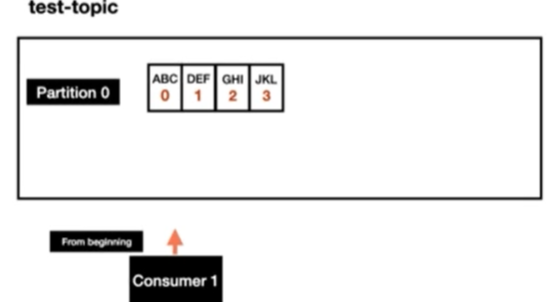 test-topic
ABC DEF GHI JKL
Partition 0
0 1 2 3
From beginning
Consumer 1